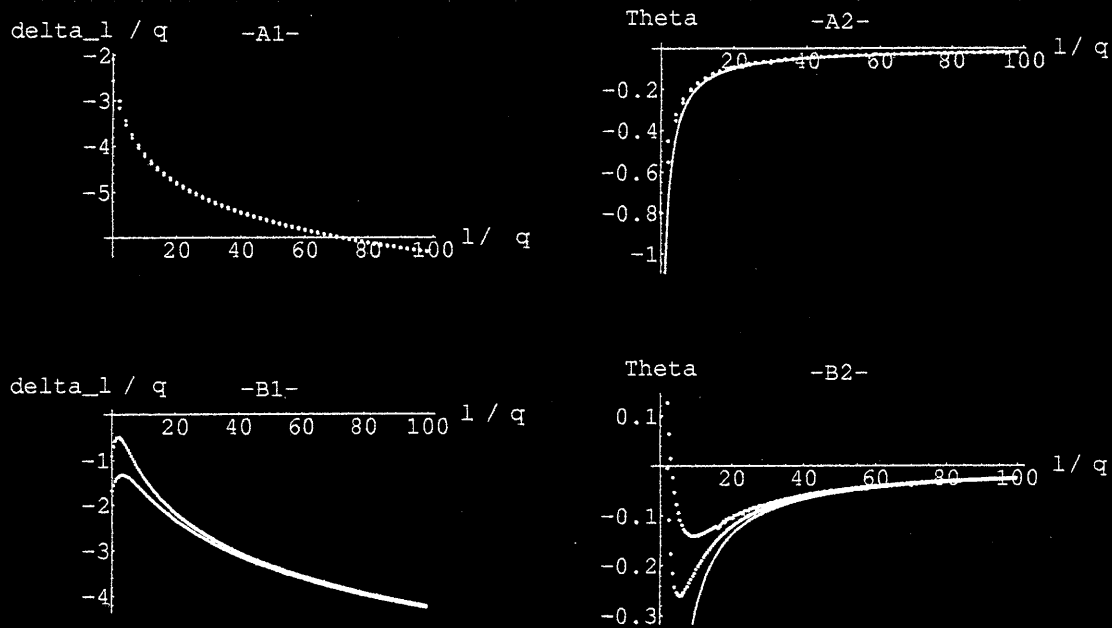 delta_l / q -A1-
-2
-3
-4
-5
20 40 60 80 100 l/ q
Theta -A2-
l/ q
20 40 60 80 100
-0.2
-0.4
-0.6
-0.8
-1
delta_l / q -B1-
l / q
20 40 60 80 100
-1
-2
-3
-4
Theta -B2-
0.1
l/ q
20 40 60 80 100
-0.1
-0.2
-0.3